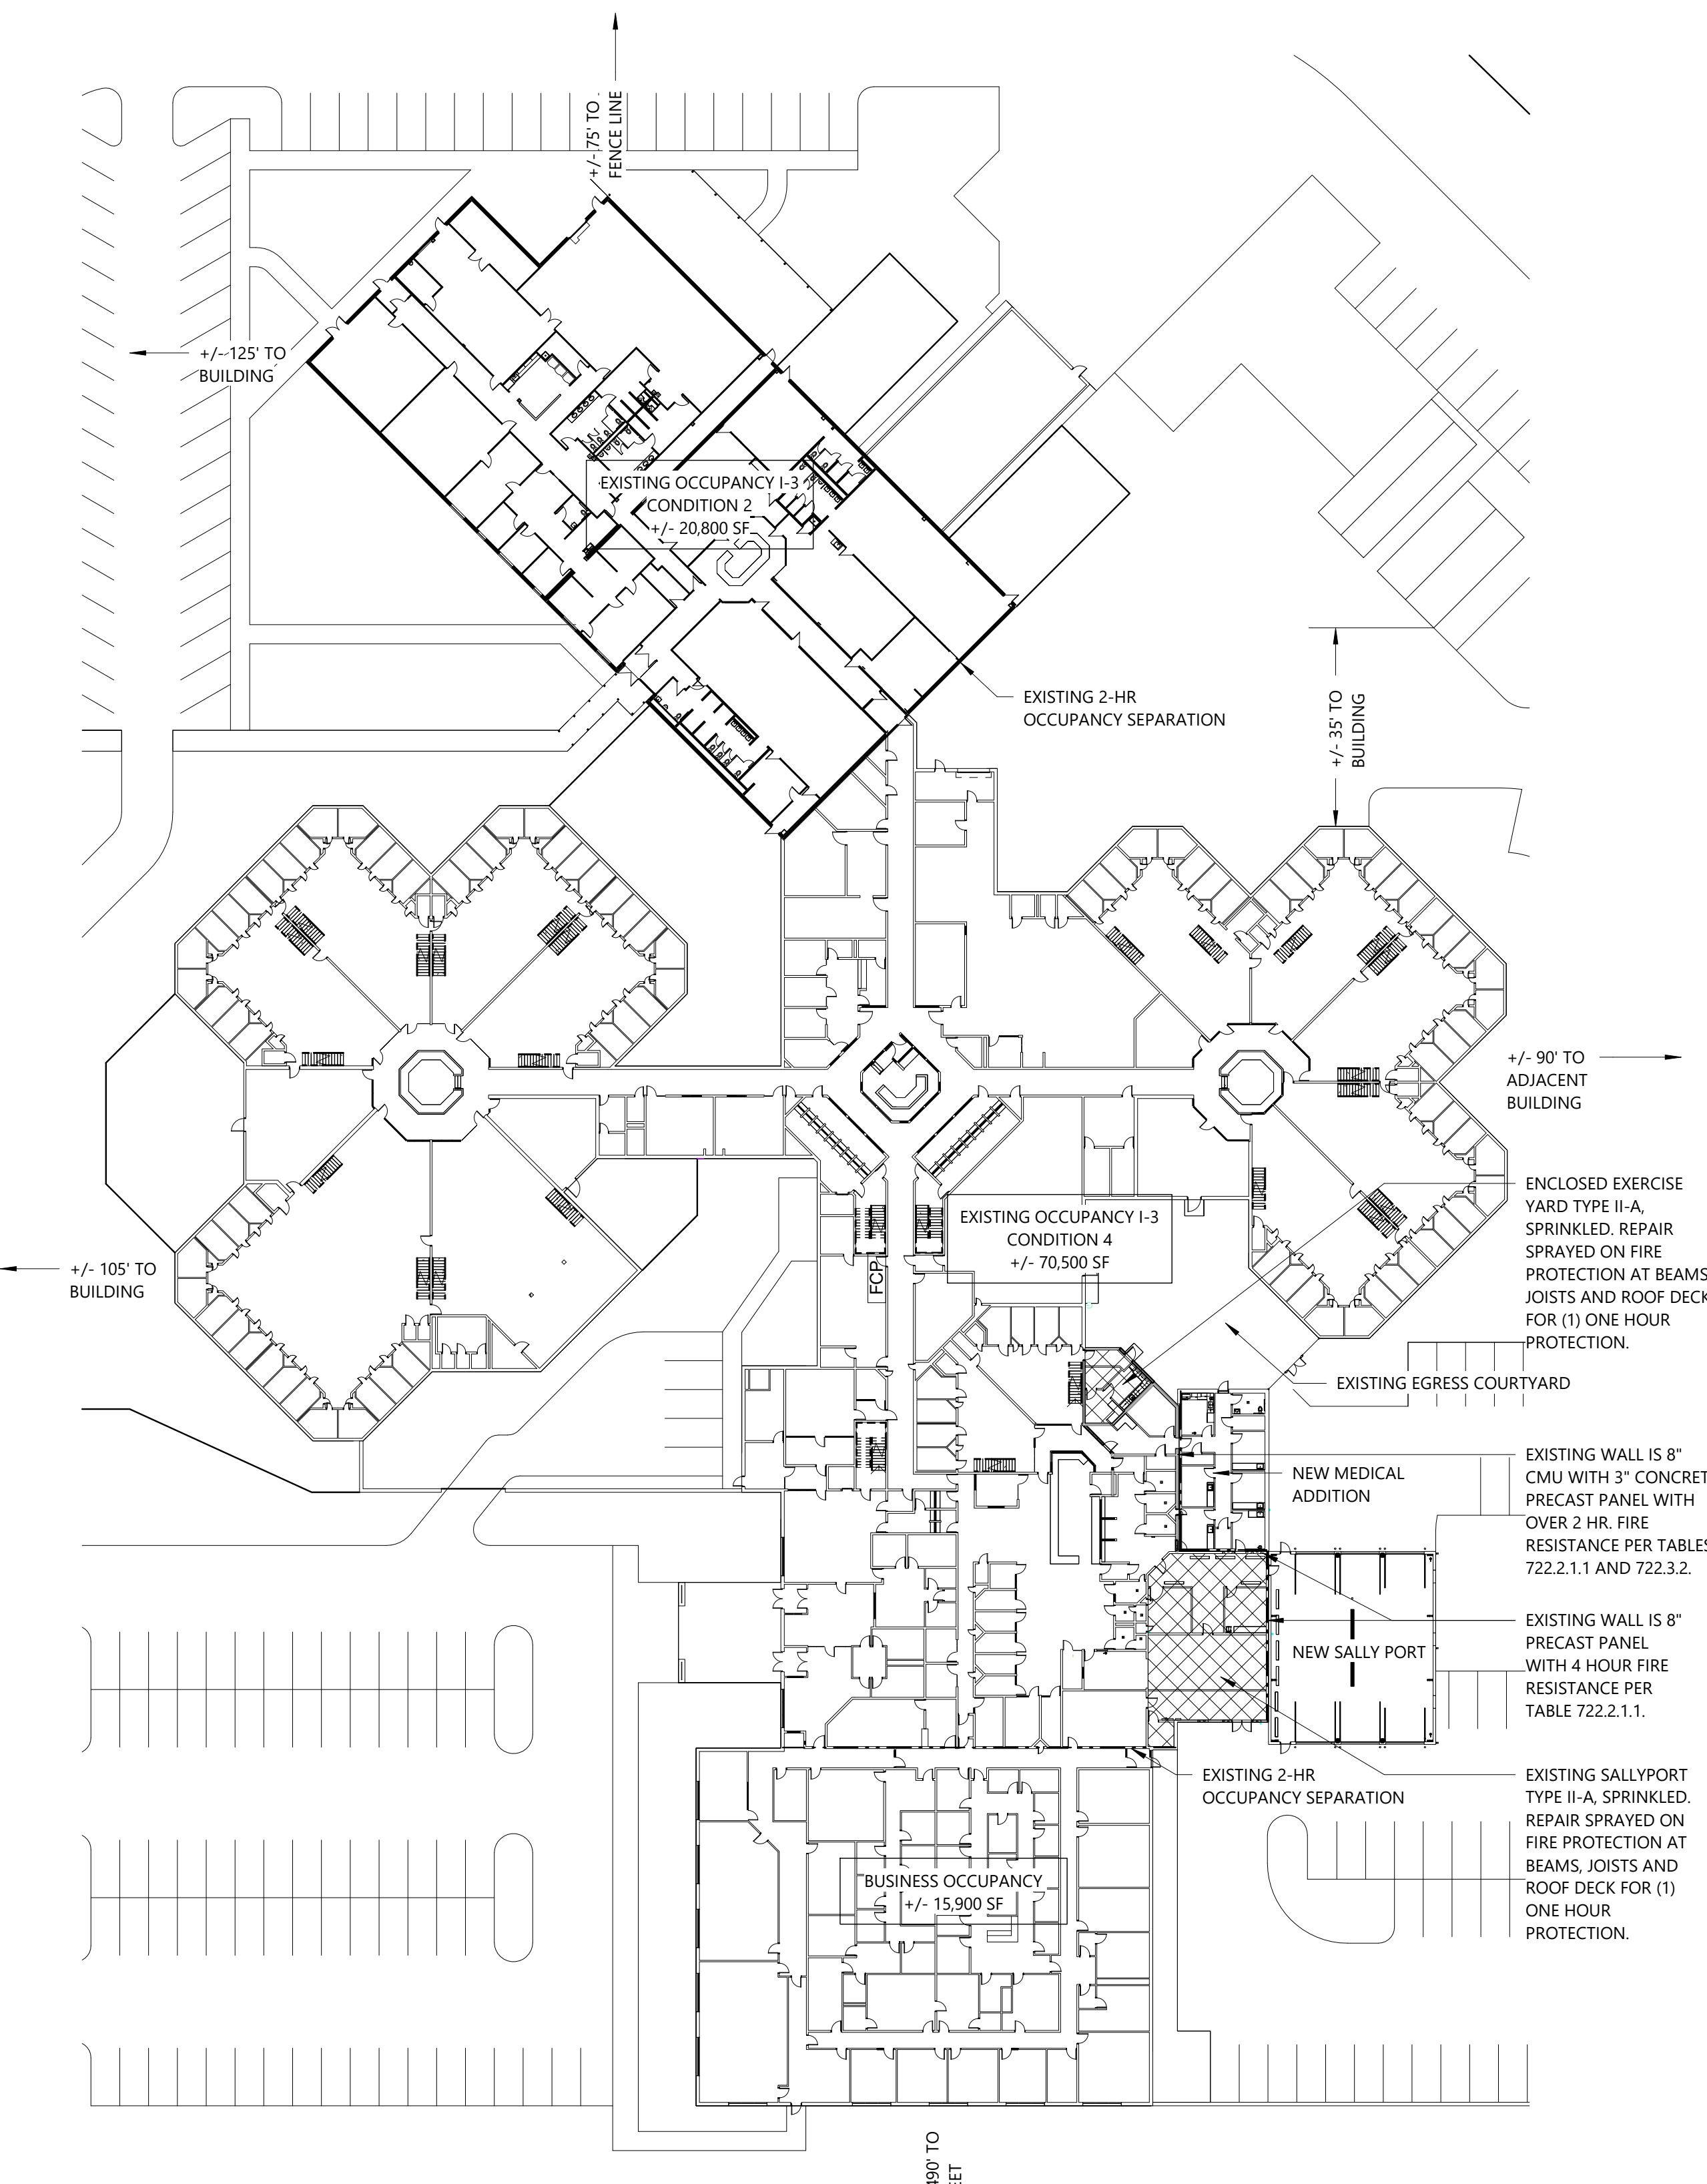 +/- 75' TO
FENCE LINE
+/- 125' TO
BUILDING
EXISTING OCCUPANCY I-3
CONDITION 2
+/- 20,800 SF
EXISTING 2-HR
OCCUPANCY SEPARATION
+/- 35' TO
BUILDING
+/- 90' TO
ADJACENT
BUILDING
ENCLOSED EXERCISE
YARD TYPE II-A,
SPRINKLED. REPAIR
SPRAYED ON FIRE
PROTECTION AT BEAMS
JOISTS AND ROOF DECK
FOR (1) ONE HOUR
PROTECTION.
EXISTING OCCUPANCY I-3
CONDITION 4
+/- 70,500 SF
FCP
+/- 105' TO
BUILDING
EXISTING EGRESS COURTYARD
EXISTING WALL IS 8"
CMU WITH 3" CONCRET
PRECAST PANEL WITH
OVER 2 HR. FIRE
RESISTANCE PER TABLES
722.2.1.1 AND 722.3.2.
NEW MEDICAL
ADDITION
EXISTING WALL IS 8"
PRECAST PANEL
WITH 4 HOUR FIRE
RESISTANCE PER
TABLE 722.2.1.1.
NEW SALLY PORT
EXISTING 2-HR
OCCUPANCY SEPARATION
EXISTING SALLYPORT
TYPE II-A, SPRINKLED.
REPAIR SPRAYED ON
FIRE PROTECTION AT
BEAMS, JOISTS AND
ROOF DECK FOR (1)
ONE HOUR
PROTECTION.
BUSINESS OCCUPANCY
+/- 15,900 SF
490' TO
EET